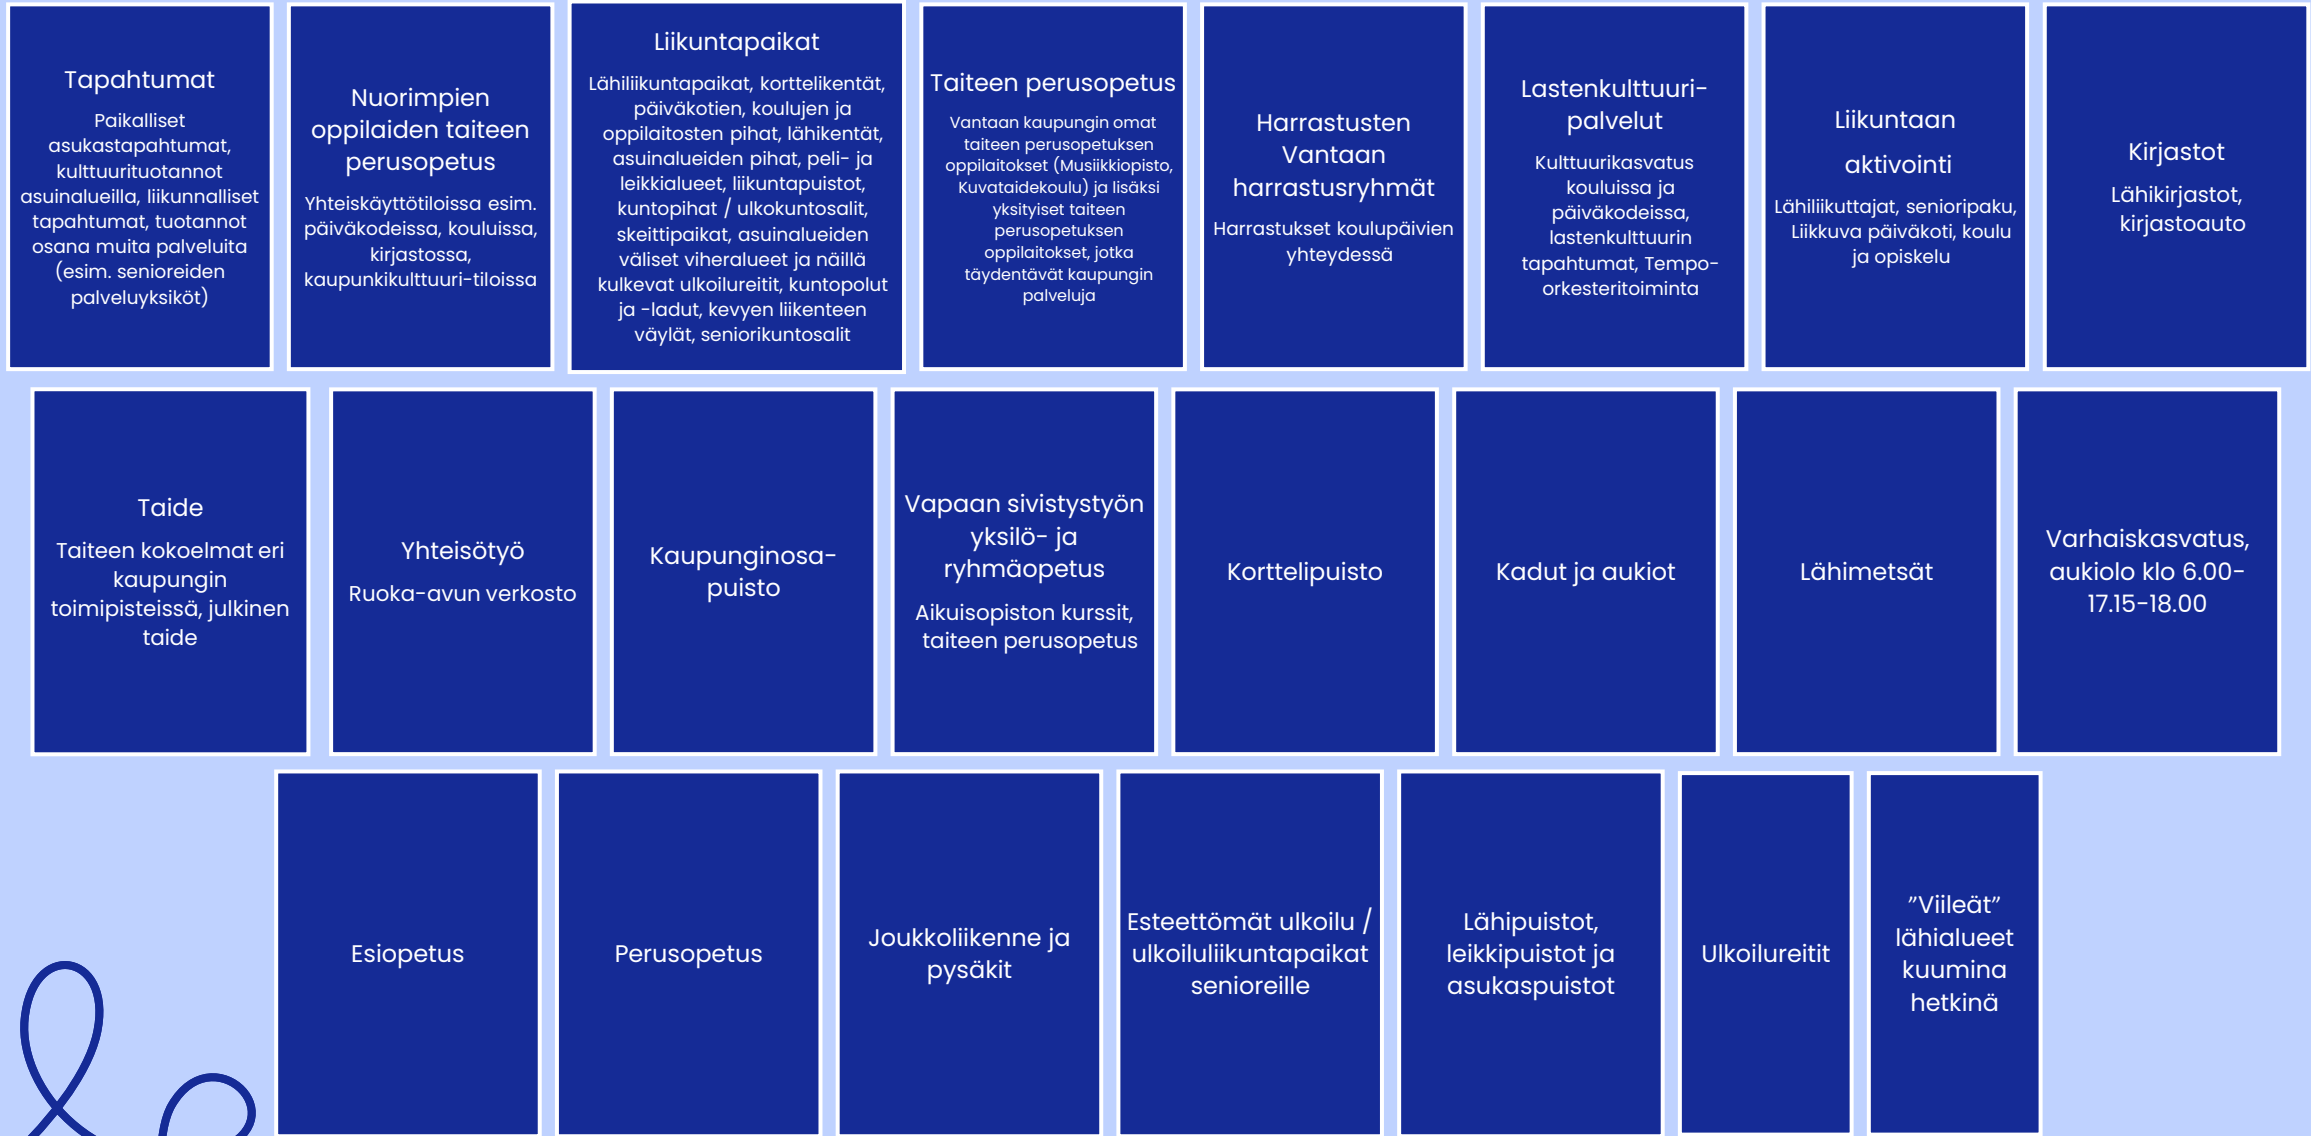 Tapahtumat
Paikalliset
asukastapahtumat,
kulttuurituotannot
asuinalueilla, liikunnalliset
tapahtumat, tuotannot
osana muita palveluita
(esim. senioreiden
palveluyksiköt)
Nuorimpien
oppilaiden taiteen
perusopetus
Yhteiskäyttötiloissa esim.
päiväkodeissa, kouluissa,
kirjastossa,
kaupunkikulttuuri-tiloissa
Liikuntapaikat
Lähiliikuntapaikat, korttelikentät,
päiväkotien, koulujen ja
oppilaitosten pihat, lähikentät,
asuinalueiden pihat, peli- ja
leikkialueet, liikuntapuistot,
kuntopihat / ulkokuntosalit,
skeittipaikat, asuinalueiden
väliset viheralueet ja näillä
kulkevat ulkoilureitit, kuntopolut
ja -ladut, kevyen liikenteen
väylät, seniorikuntosalit
Taiteen perusopetus
Vantaan kaupungin omat
taiteen perusopetuksen
oppilaitokset (Musiikkiopisto,
Kuvataidekoulu) ja lisäksi
yksityiset taiteen
perusopetuksen
oppilaitokset, jotka
täydentävät kaupungin
palveluja
Harrastusten
Vantaan
harrastusryhmät
Harrastukset koulupäivien
yhteydessä
Lastenkulttuuri-
palvelut
Kulttuurikasvatus
kouluissa ja
päiväkodeissa,
lastenkulttuurin
tapahtumat, Tempo-
orkesteritoiminta
Liikuntaan
aktivointi
Lähiliikuttajat, senioripaku,
Liikkuva päiväkoti, koulu
ja opiskelu
Kirjastot
Lähikirjastot,
kirjastoauto
Taide
Taiteen kokoelmat eri
kaupungin
toimipisteissä, julkinen
taide
Yhteisötyö
Ruoka-avun verkosto
Kaupunginosa-
puisto
Vapaan sivistystyön
yksilö- ja
ryhmäopetus
Aikuisopiston kurssit,
taiteen perusopetus
Korttelipuisto
Kadut ja aukiot
Lähimetsät
Varhaiskasvatus,
aukiolo klo 6.00-
17.15-18.00
Esiopetus
Perusopetus
Joukkoliikenne ja
pysäkit
Esteettömät ulkoilu /
ulkoiluliikuntapaikat
senioreille
Lähipuistot,
leikkipuistot ja
asukaspuistot
Ulkoilureitit
”Viileät”
lähialueet
kuumina
hetkinä